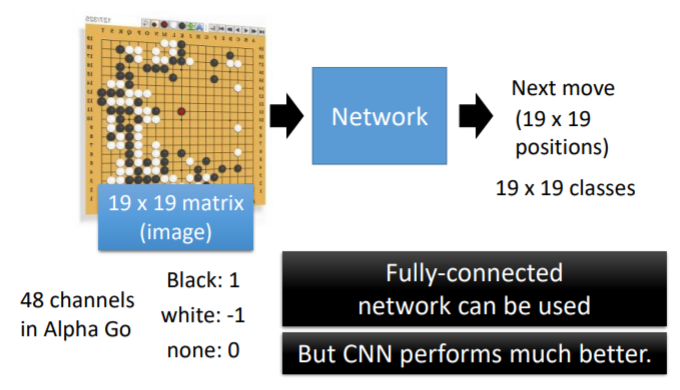 Network
Next move
(19 x 19
positions)
19 x 19 classes
19 x 19 matrix
(image)
48 channels
in Alpha Go
Black: 1
white: -1
none: 0
Fully-connected
network can be used
But CNN performs much better.